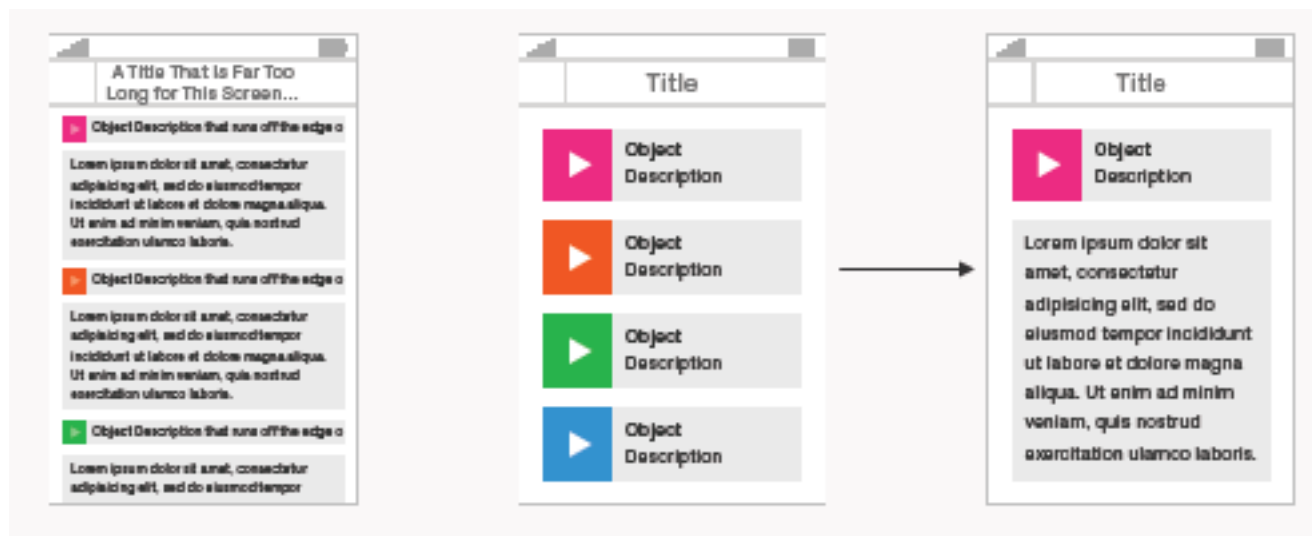 A Title That Is Far Too
Long for This Screen...
Object Description that runs off the edge o
Lorem ipsum dolor sit amet, consectetur
adipisicing elit, sed do eiusmod tempor
incididunt ut labore et dolore magna aliqua.
Ut enim ad minim veniam, quis nostrud
exercitation ulamco laboris.
Object Description that runs off the edge o
Lorem ipsum dolor sit amet, consectetur
adipisicing elit, sed do eiusmod tempor
incididunt ut labore et dolore magna aliqua.
Ut enim ad minim veniam, quis nostrud
exercitation ulamco laboris.
Object Description that runs off the edge o
Lorem ipsum dolor sit amet, consectetur
adipisicing elit, sed do eiusmod tempor
Title
Object
Description
Object
Description
Object
Description
Object
Description
Title
Object
Description
Lorem ipsum dolor sit
amet, consectetur
adipisicing elit, sed do
eiusmod tempor incididunt
ut labore et dolore magna
aliqua. Ut enim ad minim
veniam, quis nostrud
exercitation ulamco laboris.